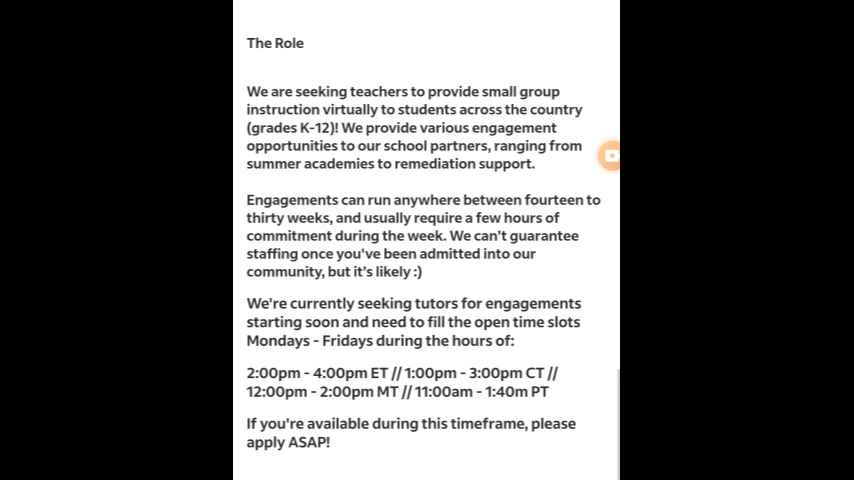 The Role
We are seeking teachers to provide small group
instruction virtually to students across the country
(grades K-12)! We provide various engagement
opportunities to our school partners, ranging from
summer academies to remediation support.
Engagements can run anywhere between fourteen to
thirty weeks, and usually require a few hours of
commitment during the week. We can't guarantee
staffing once you've been admitted into our
community, but it's likely :)
We're currently seeking tutors for engagements
starting soon and need to fill the open time slots
Mondays - Fridays during the hours of:
2:00pm - 4:00pm ET // 1:00pm - 3:00pm CT //
12:00pm - 2:00pm MT // 11:00am - 1:40m PT
If you're available during this timeframe, please
apply ASAP!